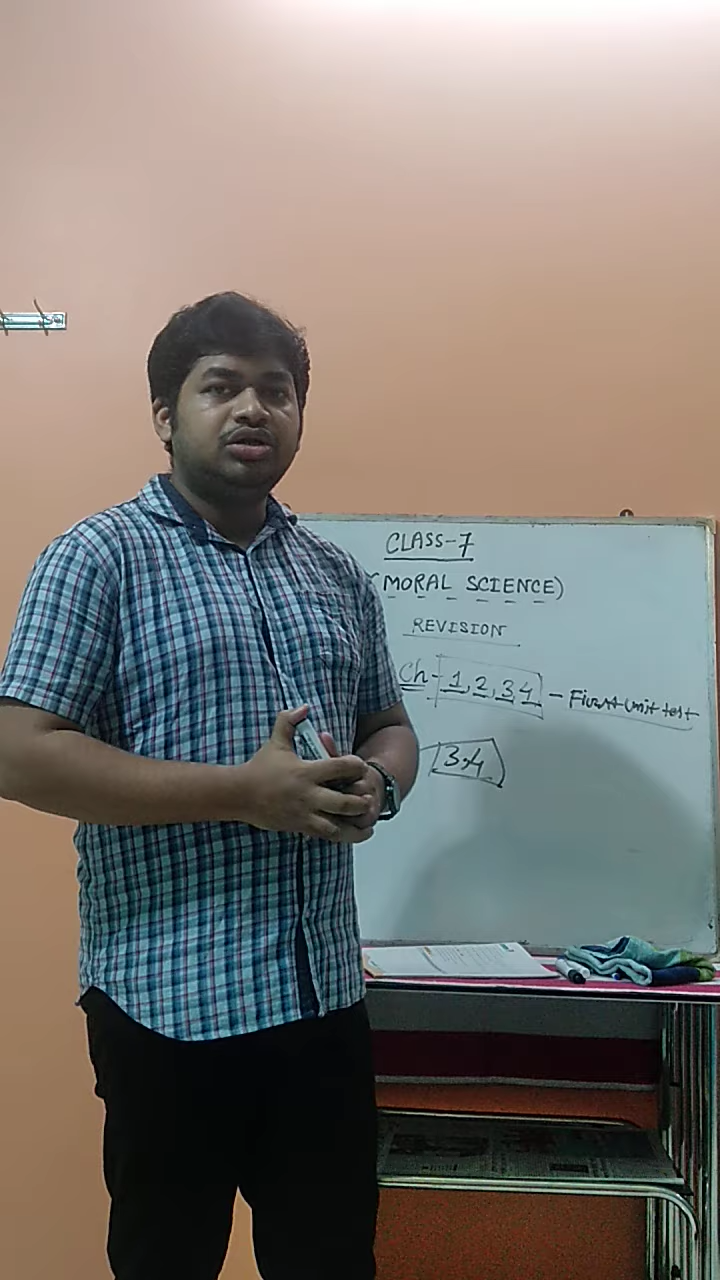 CLASS-7
(MORAL SCIENCE)
REVISION
Ch-1,2,3,4 - First unit test
3,4